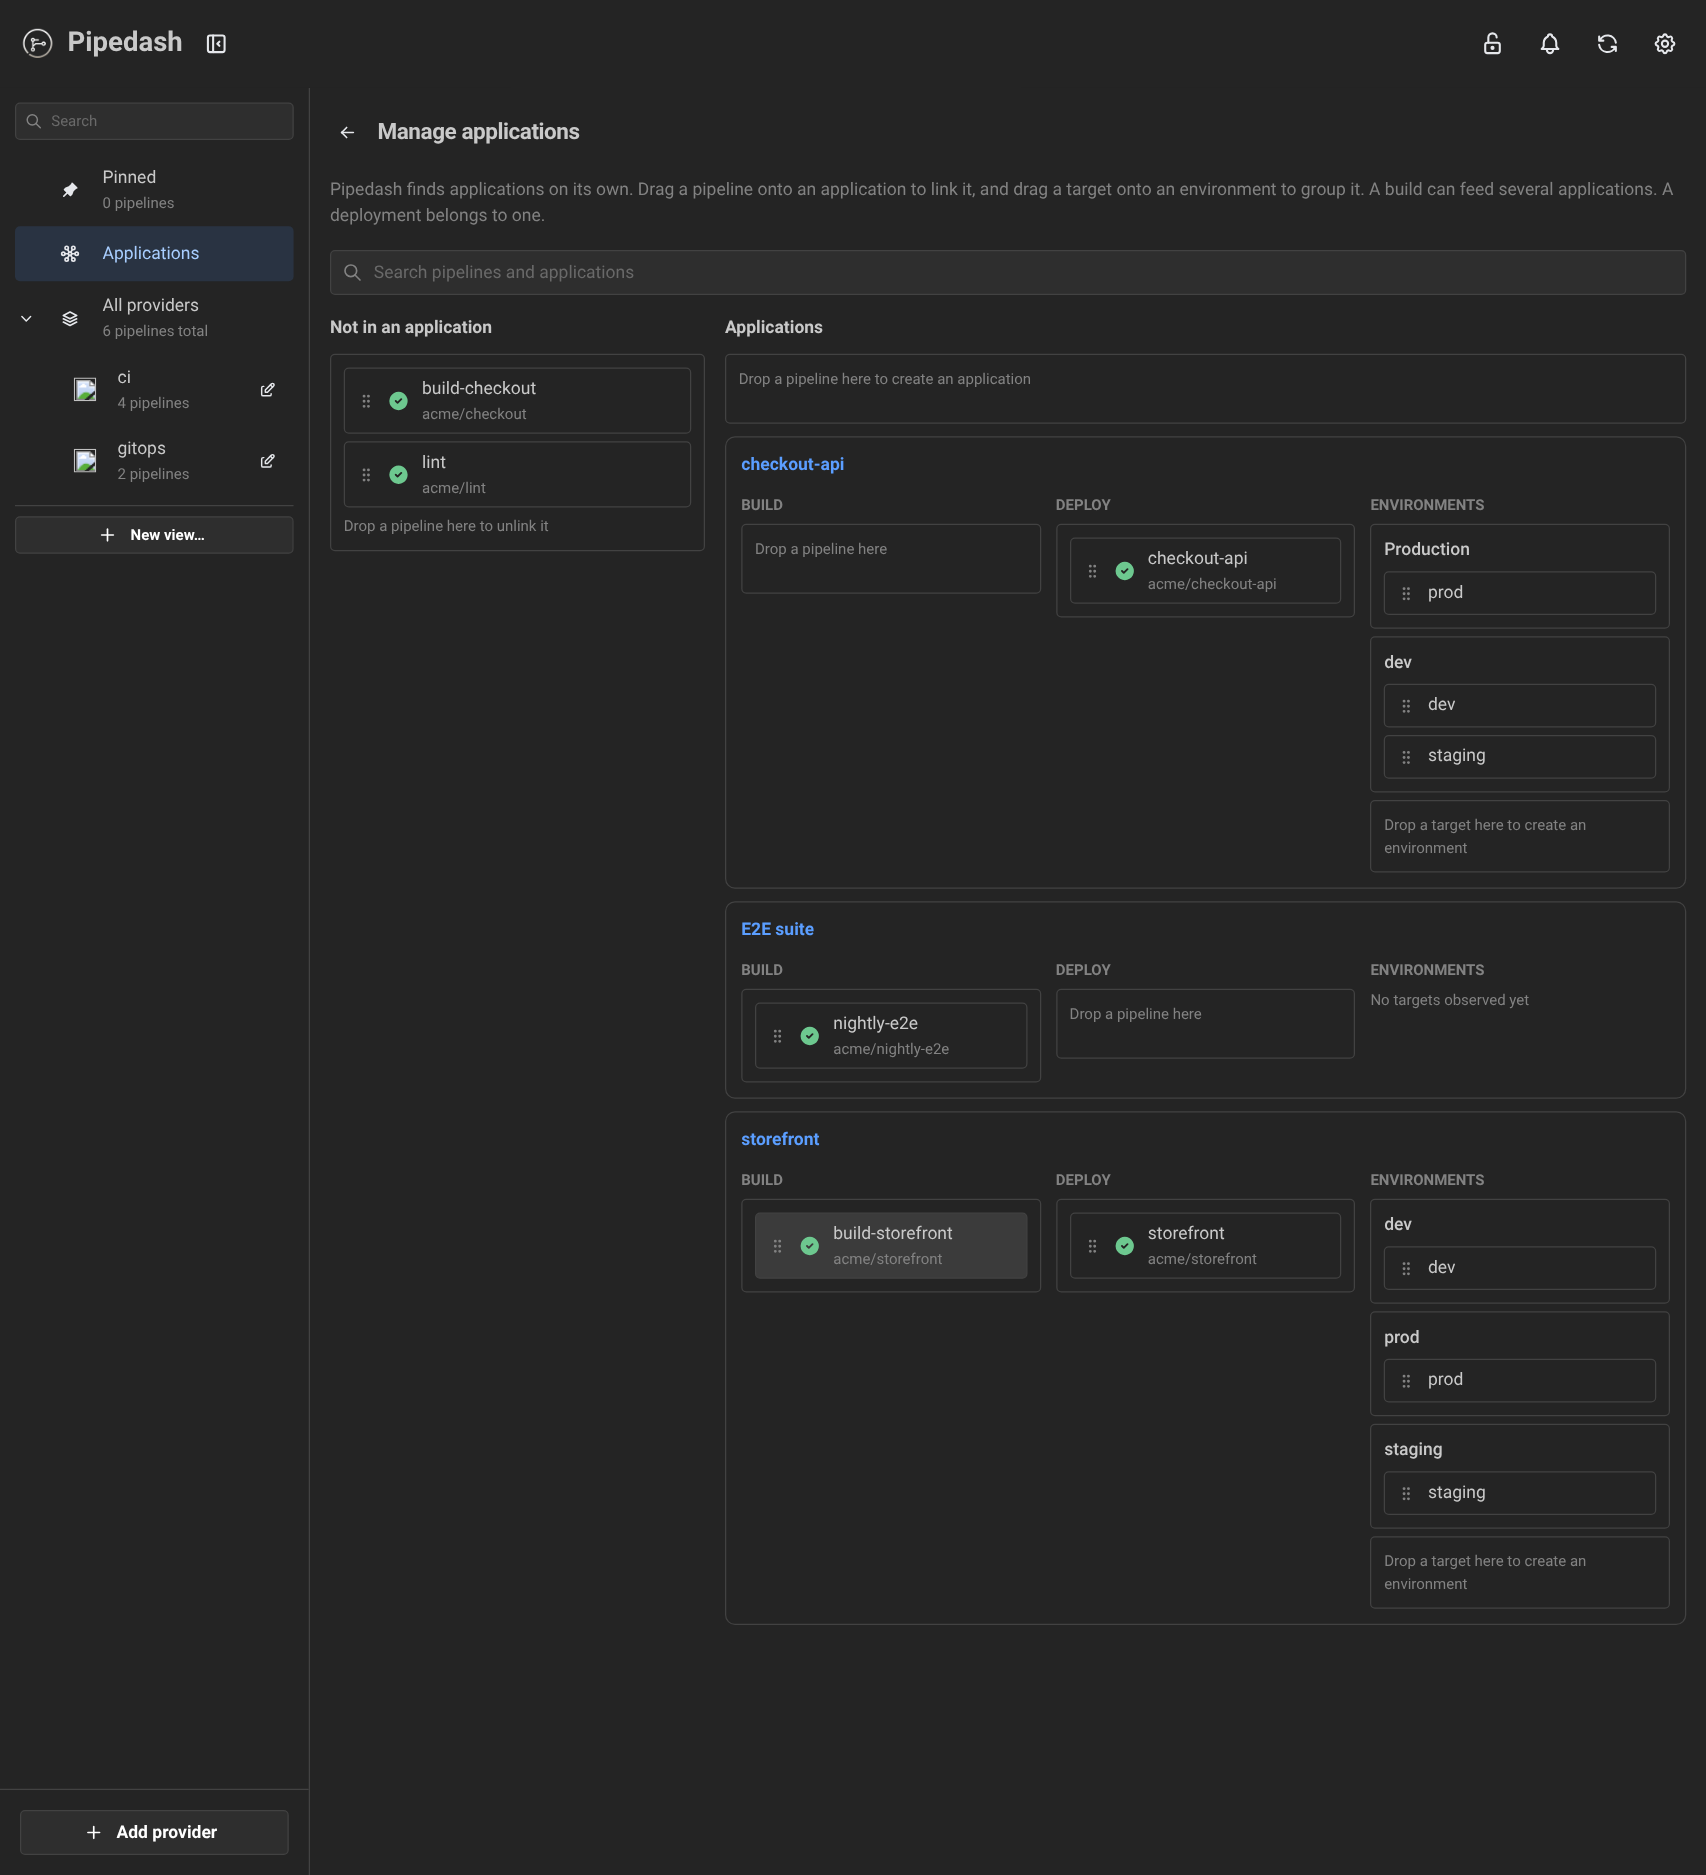 Pipedash
Search
Pinned
0 pipelines
Applications
All providers
6 pipelines total
ci
4 pipelines
gitops
2 pipelines
New view...
Add provider
Manage applications
Pipedash finds applications on its own. Drag a pipeline onto an application to link it, and drag a target onto an environment to group it. A build can feed several applications. A
deployment belongs to one.
Search pipelines and applications
Not in an application
build-checkout
acme/checkout
lint
acme/lint
Drop a pipeline here to unlink it
Applications
Drop a pipeline here to create an application
checkout-api
BUILD
Drop a pipeline here
DEPLOY
checkout-api
acme/checkout-api
ENVIRONMENTS
Production
prod
dev
dev
staging
Drop a target here to create an
environment
E2E suite
BUILD
nightly-e2e
acme/nightly-e2e
DEPLOY
Drop a pipeline here
ENVIRONMENTS
No targets observed yet
storefront
BUILD
build-storefront
acme/storefront
DEPLOY
storefront
acme/storefront
ENVIRONMENTS
dev
dev
prod
prod
staging
staging
Drop a target here to create an
environment